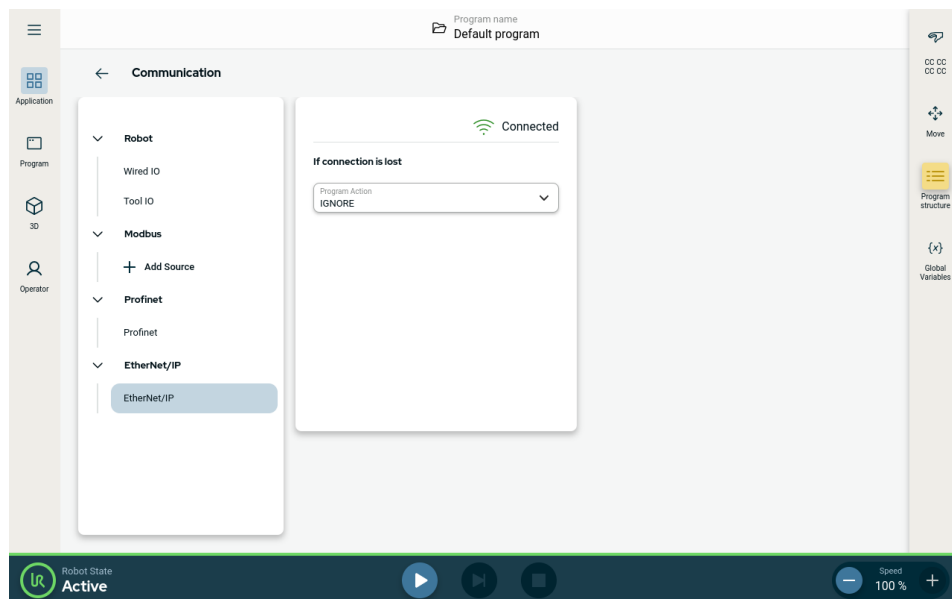 Program name
Default program
Application
Program
3D
Operator
Communication
Robot
Wired IO
Tool IO
Modbus
Add Source
Profinet
Profinet
EtherNet/IP
EtherNet/IP
Connected
If connection is lost
Program Action
IGNORE
CC CC
CC CC
Move
Program
structure
{x}
Global
Variables
UR
Robot State
Active
Speed
100 %